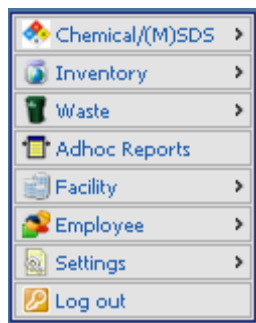 Chemical/(M)SDS
Inventory
Waste
Adhoc Reports
Facility
Employee
Settings
Log out